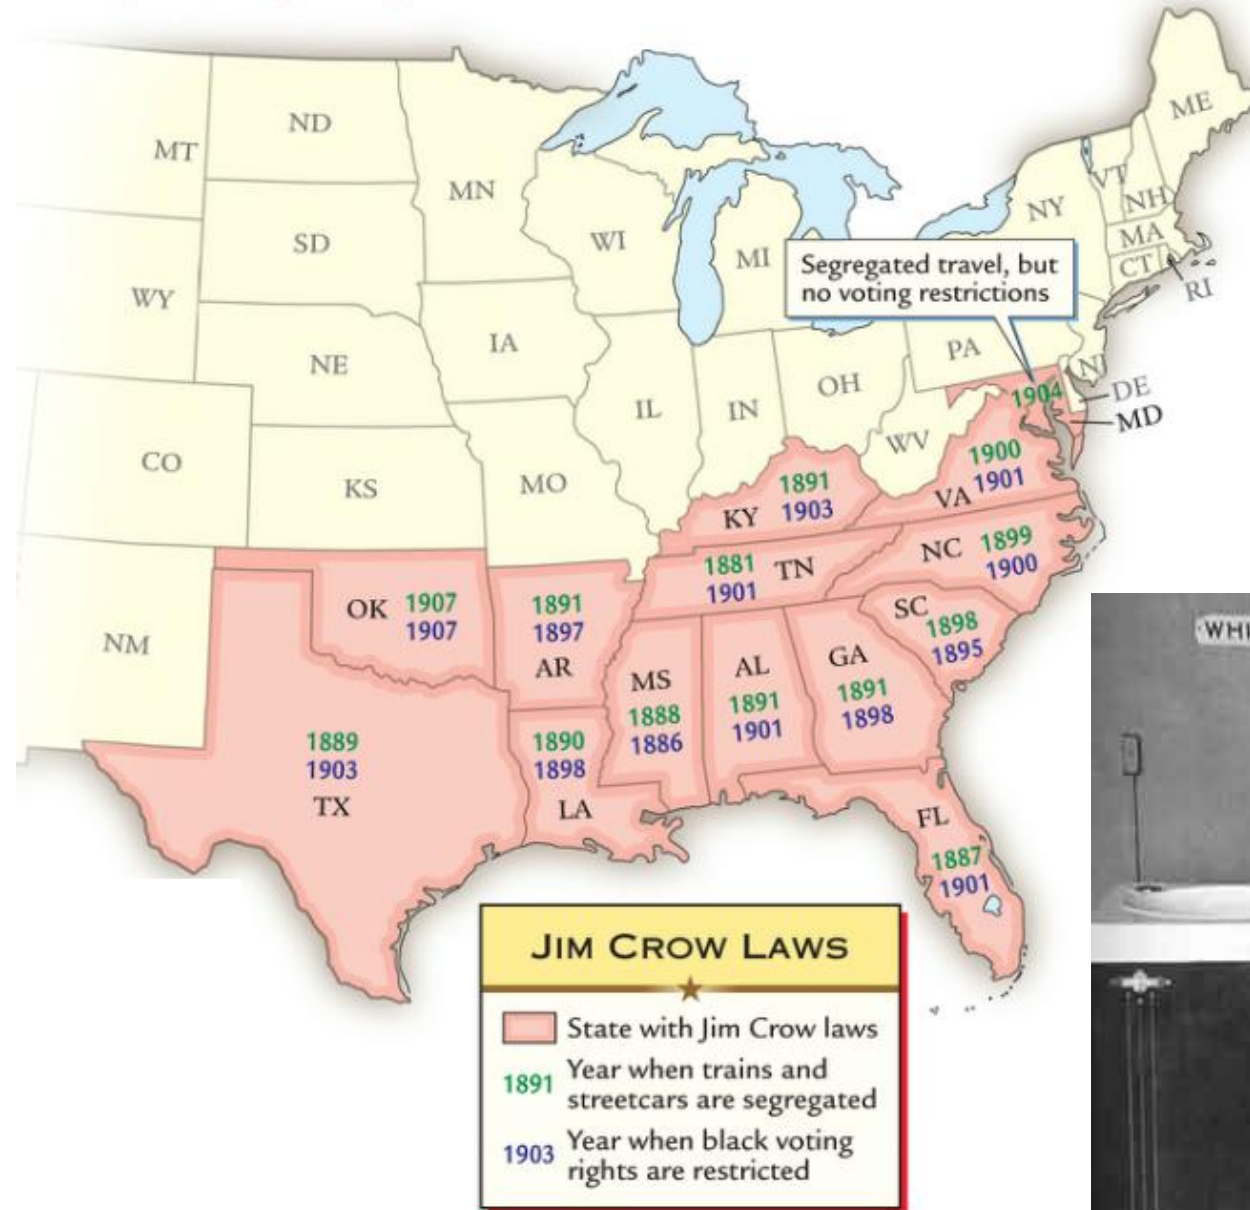 ND
MT
MN
ME
SD
WI
MI
NY
VT
NH
MA
CT
RI
Segregated travel, but
no voting restrictions
WY
IA
NE
PA
NJ
OH
IL
IN
DE
MD
1904
WV
CO
KS
MO
KY
1891
1903
VA
1900
1901
NC
1899
1900
1881
1901
TN
OK
1907
1907
1891
1897
AR
SC
1898
1895
NM
MS
1888
1886
AL
1891
1901
GA
1891
1898
1889
1903
TX
1890
1898
LA
FL
1887
1901
JIM CROW LAWS
State with Jim Crow laws
1891 Year when trains and
streetcars are segregated
1903 Year when black voting
rights are restricted
WHI